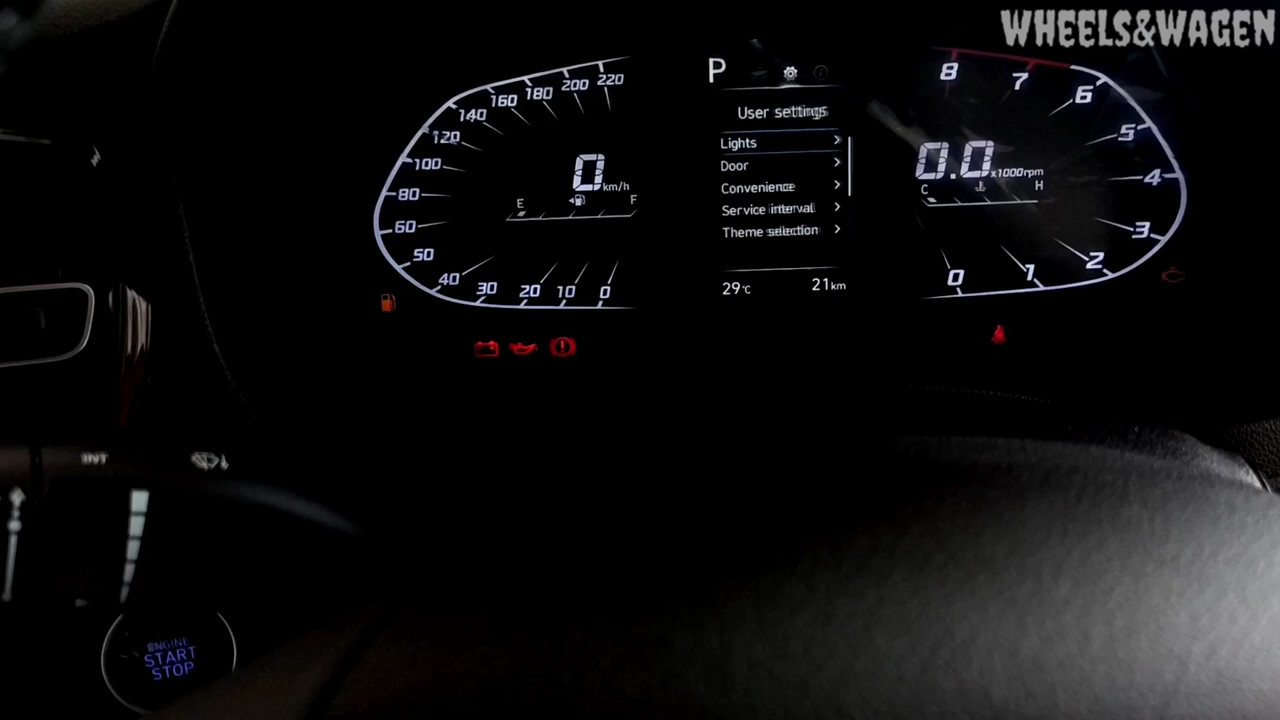 WHEELS&WAGEN
220
200
180
160
140
120
100
80
60
50
40
30
20
10
0
0 km/h
E F
P
User settings
Lights
Door
Convenience
Service interval
Theme selection
29°C 21 km
8
7
6
5
4
3
2
1
0
0.0 x1000rpm
C H
INT
ENGINE
START
STOP